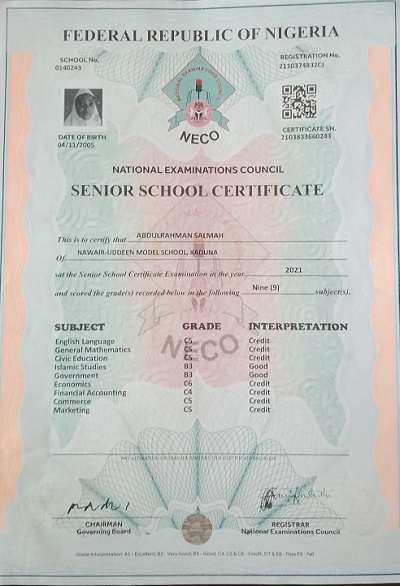 FEDERAL REPUBLIC OF NIGERIA
SCHOOL No.
0140243
REGISTRATION No.
DATE OF BIRTH
04/11/2005
NECO
CERTIFICATE SN.
2103833660243
NATIONAL EXAMINATIONS COUNCIL
SENIOR SCHOOL CERTIFICATE
This is to certify that ABDULRAHMAN SALMAH
Of NAWAIR-UDDEEN MODEL SCHOOL, KADUNA
sat the Senior School Certificate Examination in the year 2021
and scored the grade(s) recorded below in the following Nine (9) subject(s).
SUBJECT GRADE INTERPRETATION
English Language C5 Credit
General Mathematics C5 Credit
Civic Education C5 Credit
Islamic Studies B3 Good
Government B3 Good
Economics C6 Credit
Financial Accounting C4 Credit
Commerce C5 Credit
Marketing C5 Credit
NECO
CHAIRMAN
Governing Board
REGISTRAR
National Examinations Council